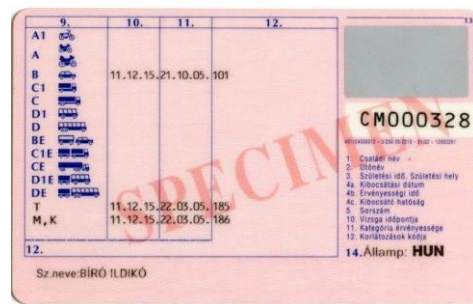 9. 10. 11. 12. 13.
A1
A
B 11.12.15. 21.10.05. 101
C1
C
D1
D
BE
C1E
CE
D1E
DE
T 11.12.15. 22.03.05. 185
M,K 11.12.15. 22.03.05. 186
12.
Sz.neve:BÍRÓ ILDIKÓ
SPECIMEN
CM000328
1. Családi név
2. Utónév
3. Születési idő, Születési hely
4a. Kibocsátási dátum
4b. Érvényességi idő
4c. Kibocsátó hatóság
5. Sorszám
10. Vizsga időpontja
11. Kategória érvényessége
12. Korlátozások kódja
14. Államp: HUN